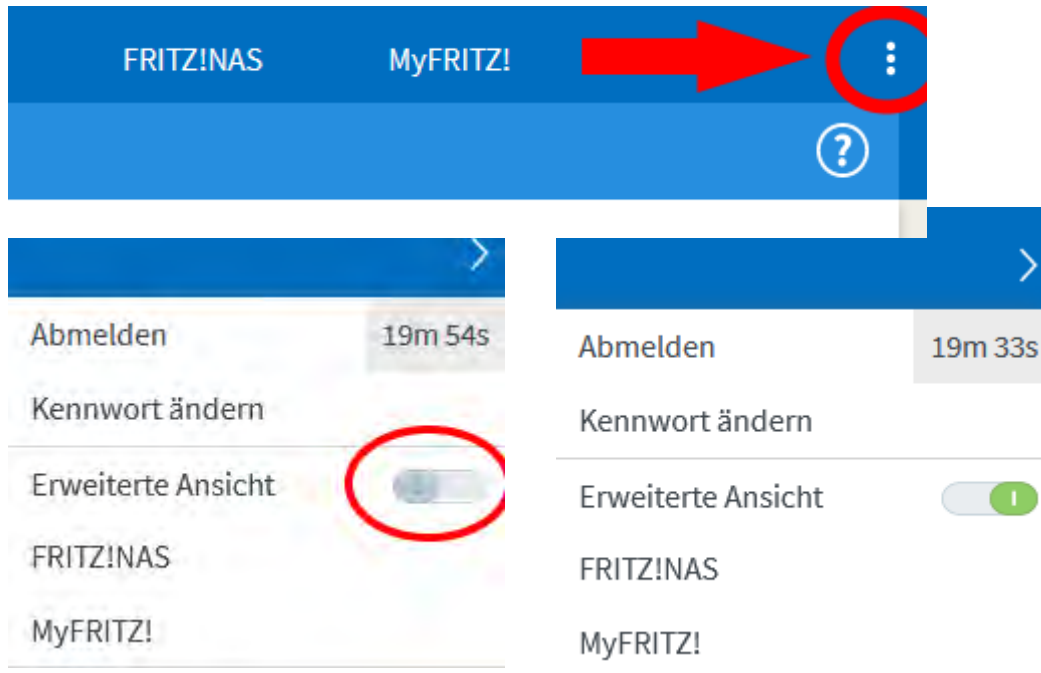 FRITZ!NAS MyFRITZ!
?
Abmelden 19m 54s
Kennwort ändern
Erweiterte Ansicht
FRITZ!NAS
MyFRITZ!
Abmelden 19m 33s
Kennwort ändern
Erweiterte Ansicht
FRITZ!NAS
MyFRITZ!